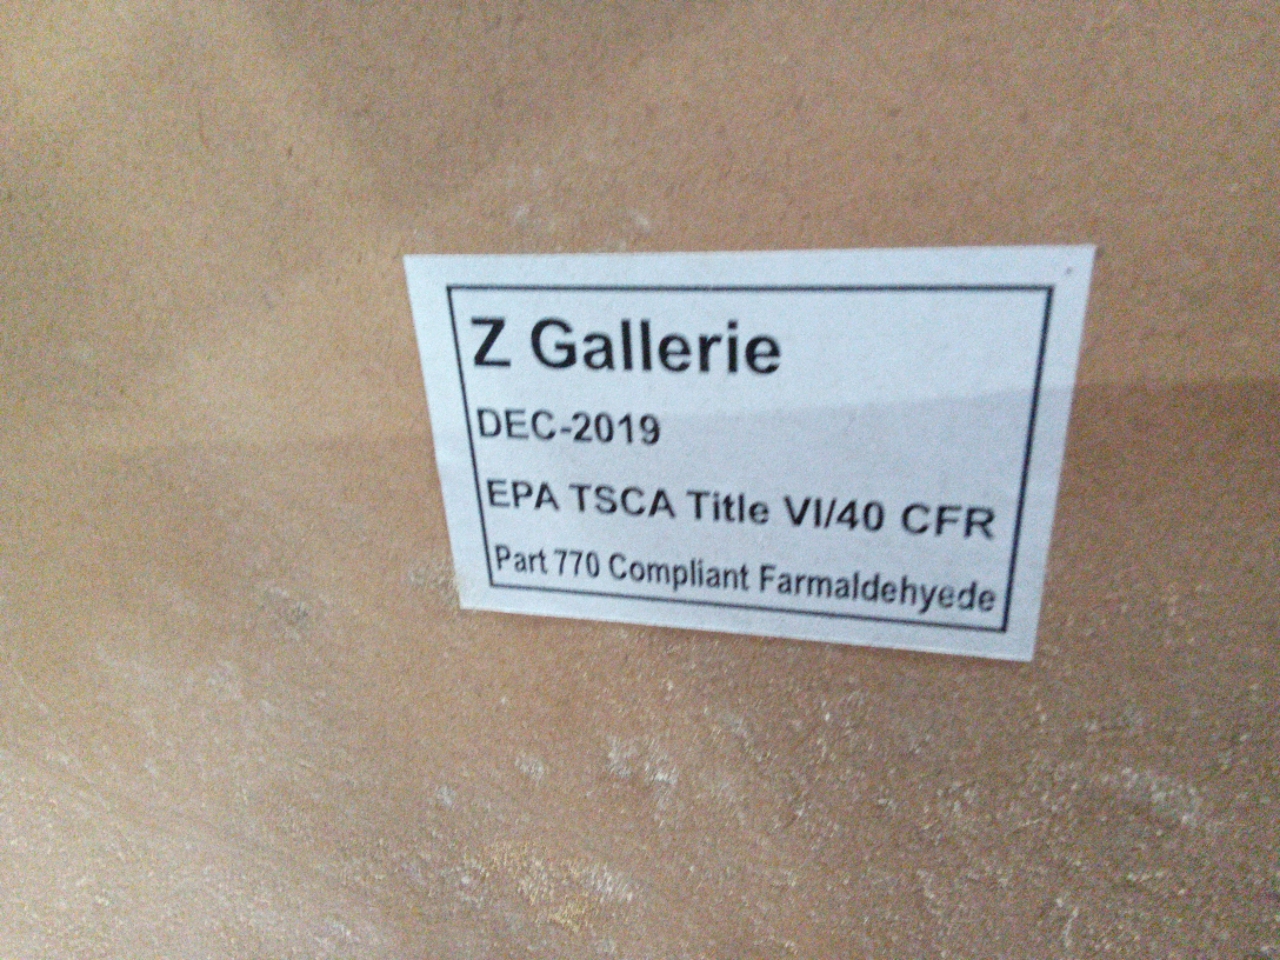 Z Gallerie
DEC-2019
EPA TSCA Title VI/40 CFR
Part 770 Compliant Farmaldehyede